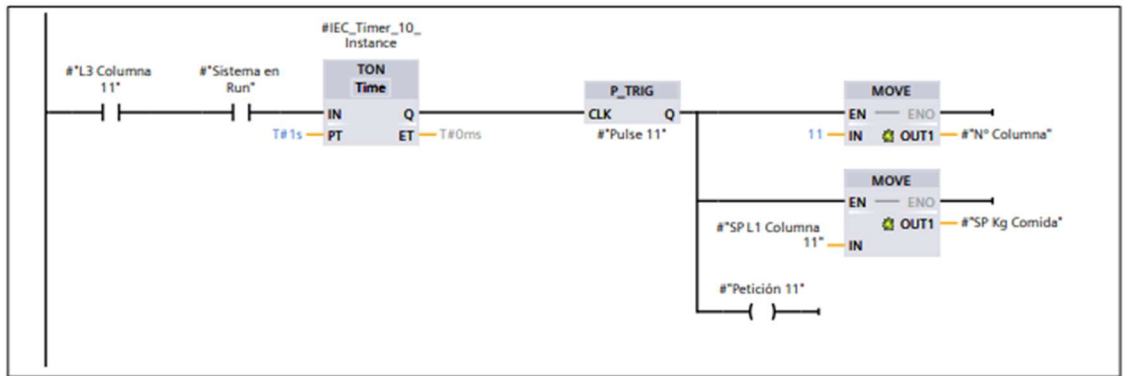 #IEC_Timer_10_
Instance
#"L3 Columna
11"
#"Sistema en
Run"
TON
Time
IN Q
T#1s PT ET T#0ms
P_TRIG
CLK Q
#"Pulse 11"
MOVE
EN ENO
11 IN OUT1 #"Nº Columna"
MOVE
EN ENO
OUT1 #"SP Kg Comida"
#"SP L1 Columna
11" IN
#"Petición 11"